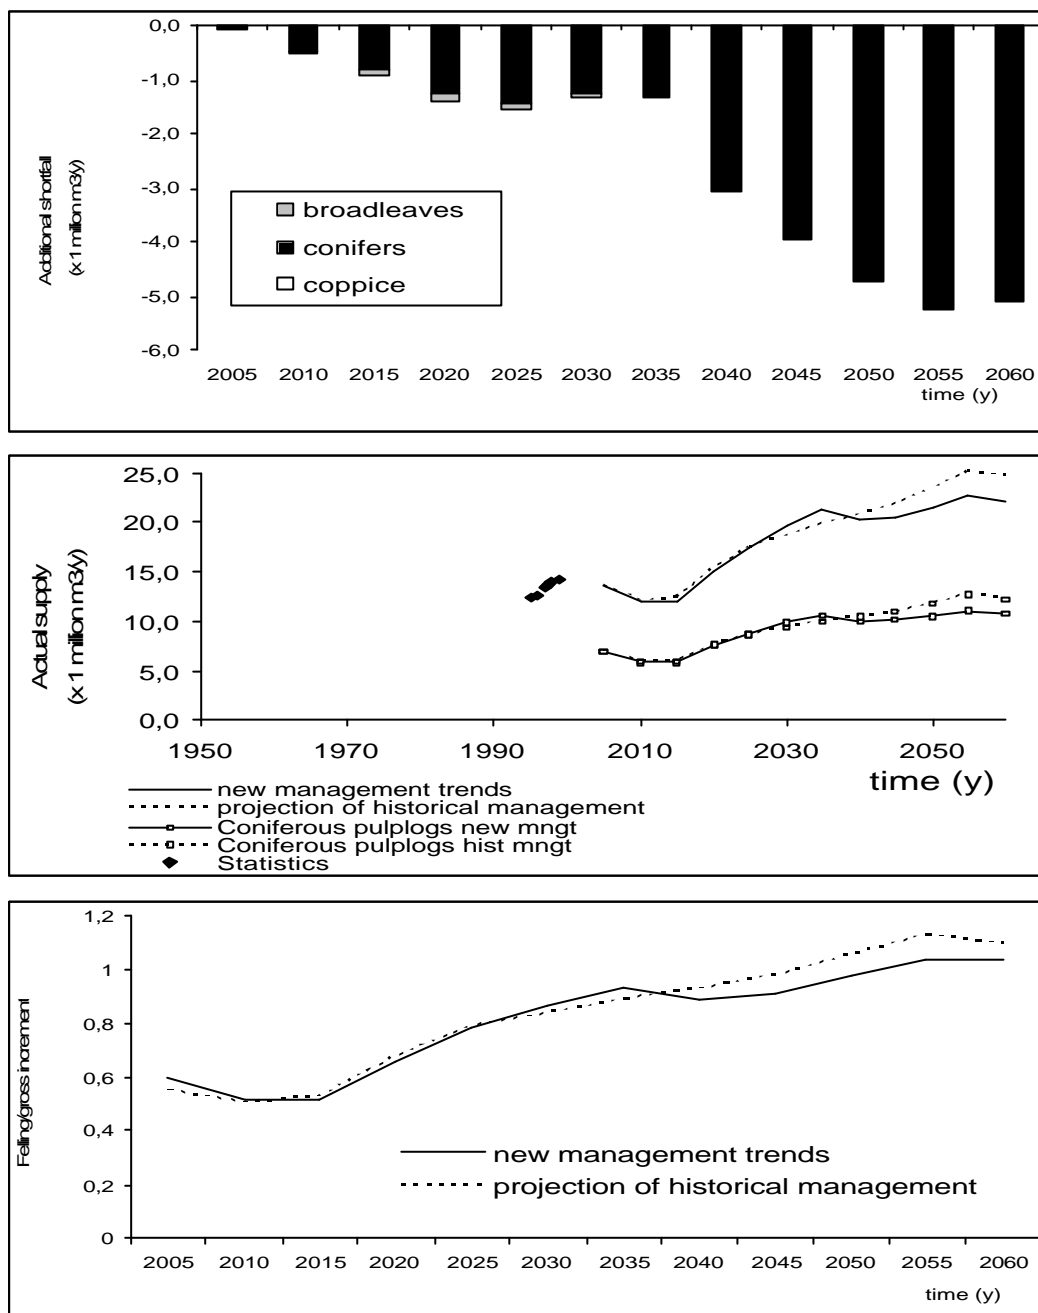 0,0
-1,0
-2,0
-3,0
-4,0
-5,0
-6,0
Additional shortfall
(x 1 million m3/y)
broadleaves
conifers
coppice
2005 2010 2015 2020 2025 2030 2035 2040 2045 2050 2055 2060
time (y)
25,0
20,0
15,0
10,0
5,0
0,0
Actual supply
(x 1 million m3/y)
1950 1970 1990 2010 2030 2050
time (y)
new management trends
projection of historical management
Coniferous pulplogs new mngt
Coniferous pulplogs hist mngt
Statistics
1,2
1
0,8
0,6
0,4
0,2
0
Felling/gross increment
new management trends
projection of historical management
2005 2010 2015 2020 2025 2030 2035 2040 2045 2050 2055 2060
time (y)